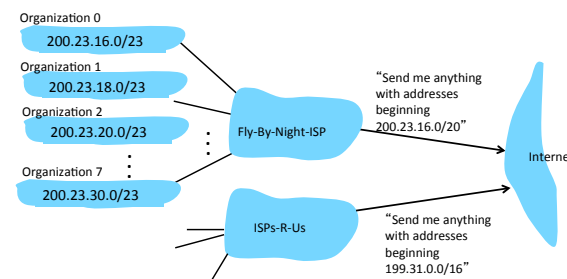 Organization 0
200.23.16.0/23
Organization 1
200.23.18.0/23
Organization 2
200.23.20.0/23
Organization 7
200.23.30.0/23
Fly-By-Night-ISP
“Send me anything
with addresses
beginning
200.23.16.0/20”
Interne
ISPs-R-Us
“Send me anything
with addresses
beginning
199.31.0.0/16”